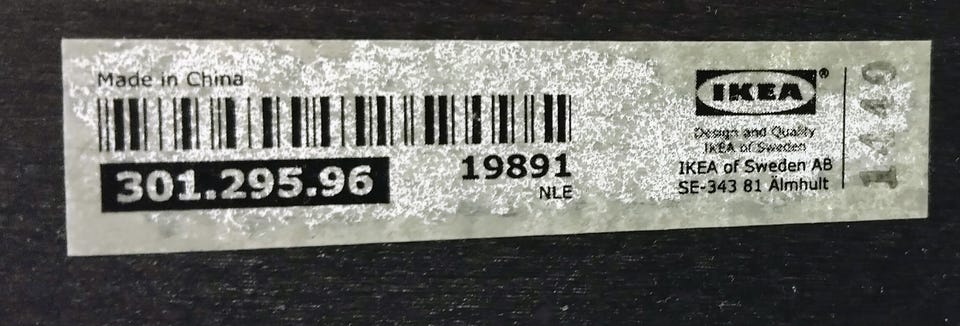 Made in China
301.295.96
19891
NLE
IKEA®
Design and Quality
IKEA of Sweden
IKEA of Sweden AB
SE-343 81 Älmhult
1440